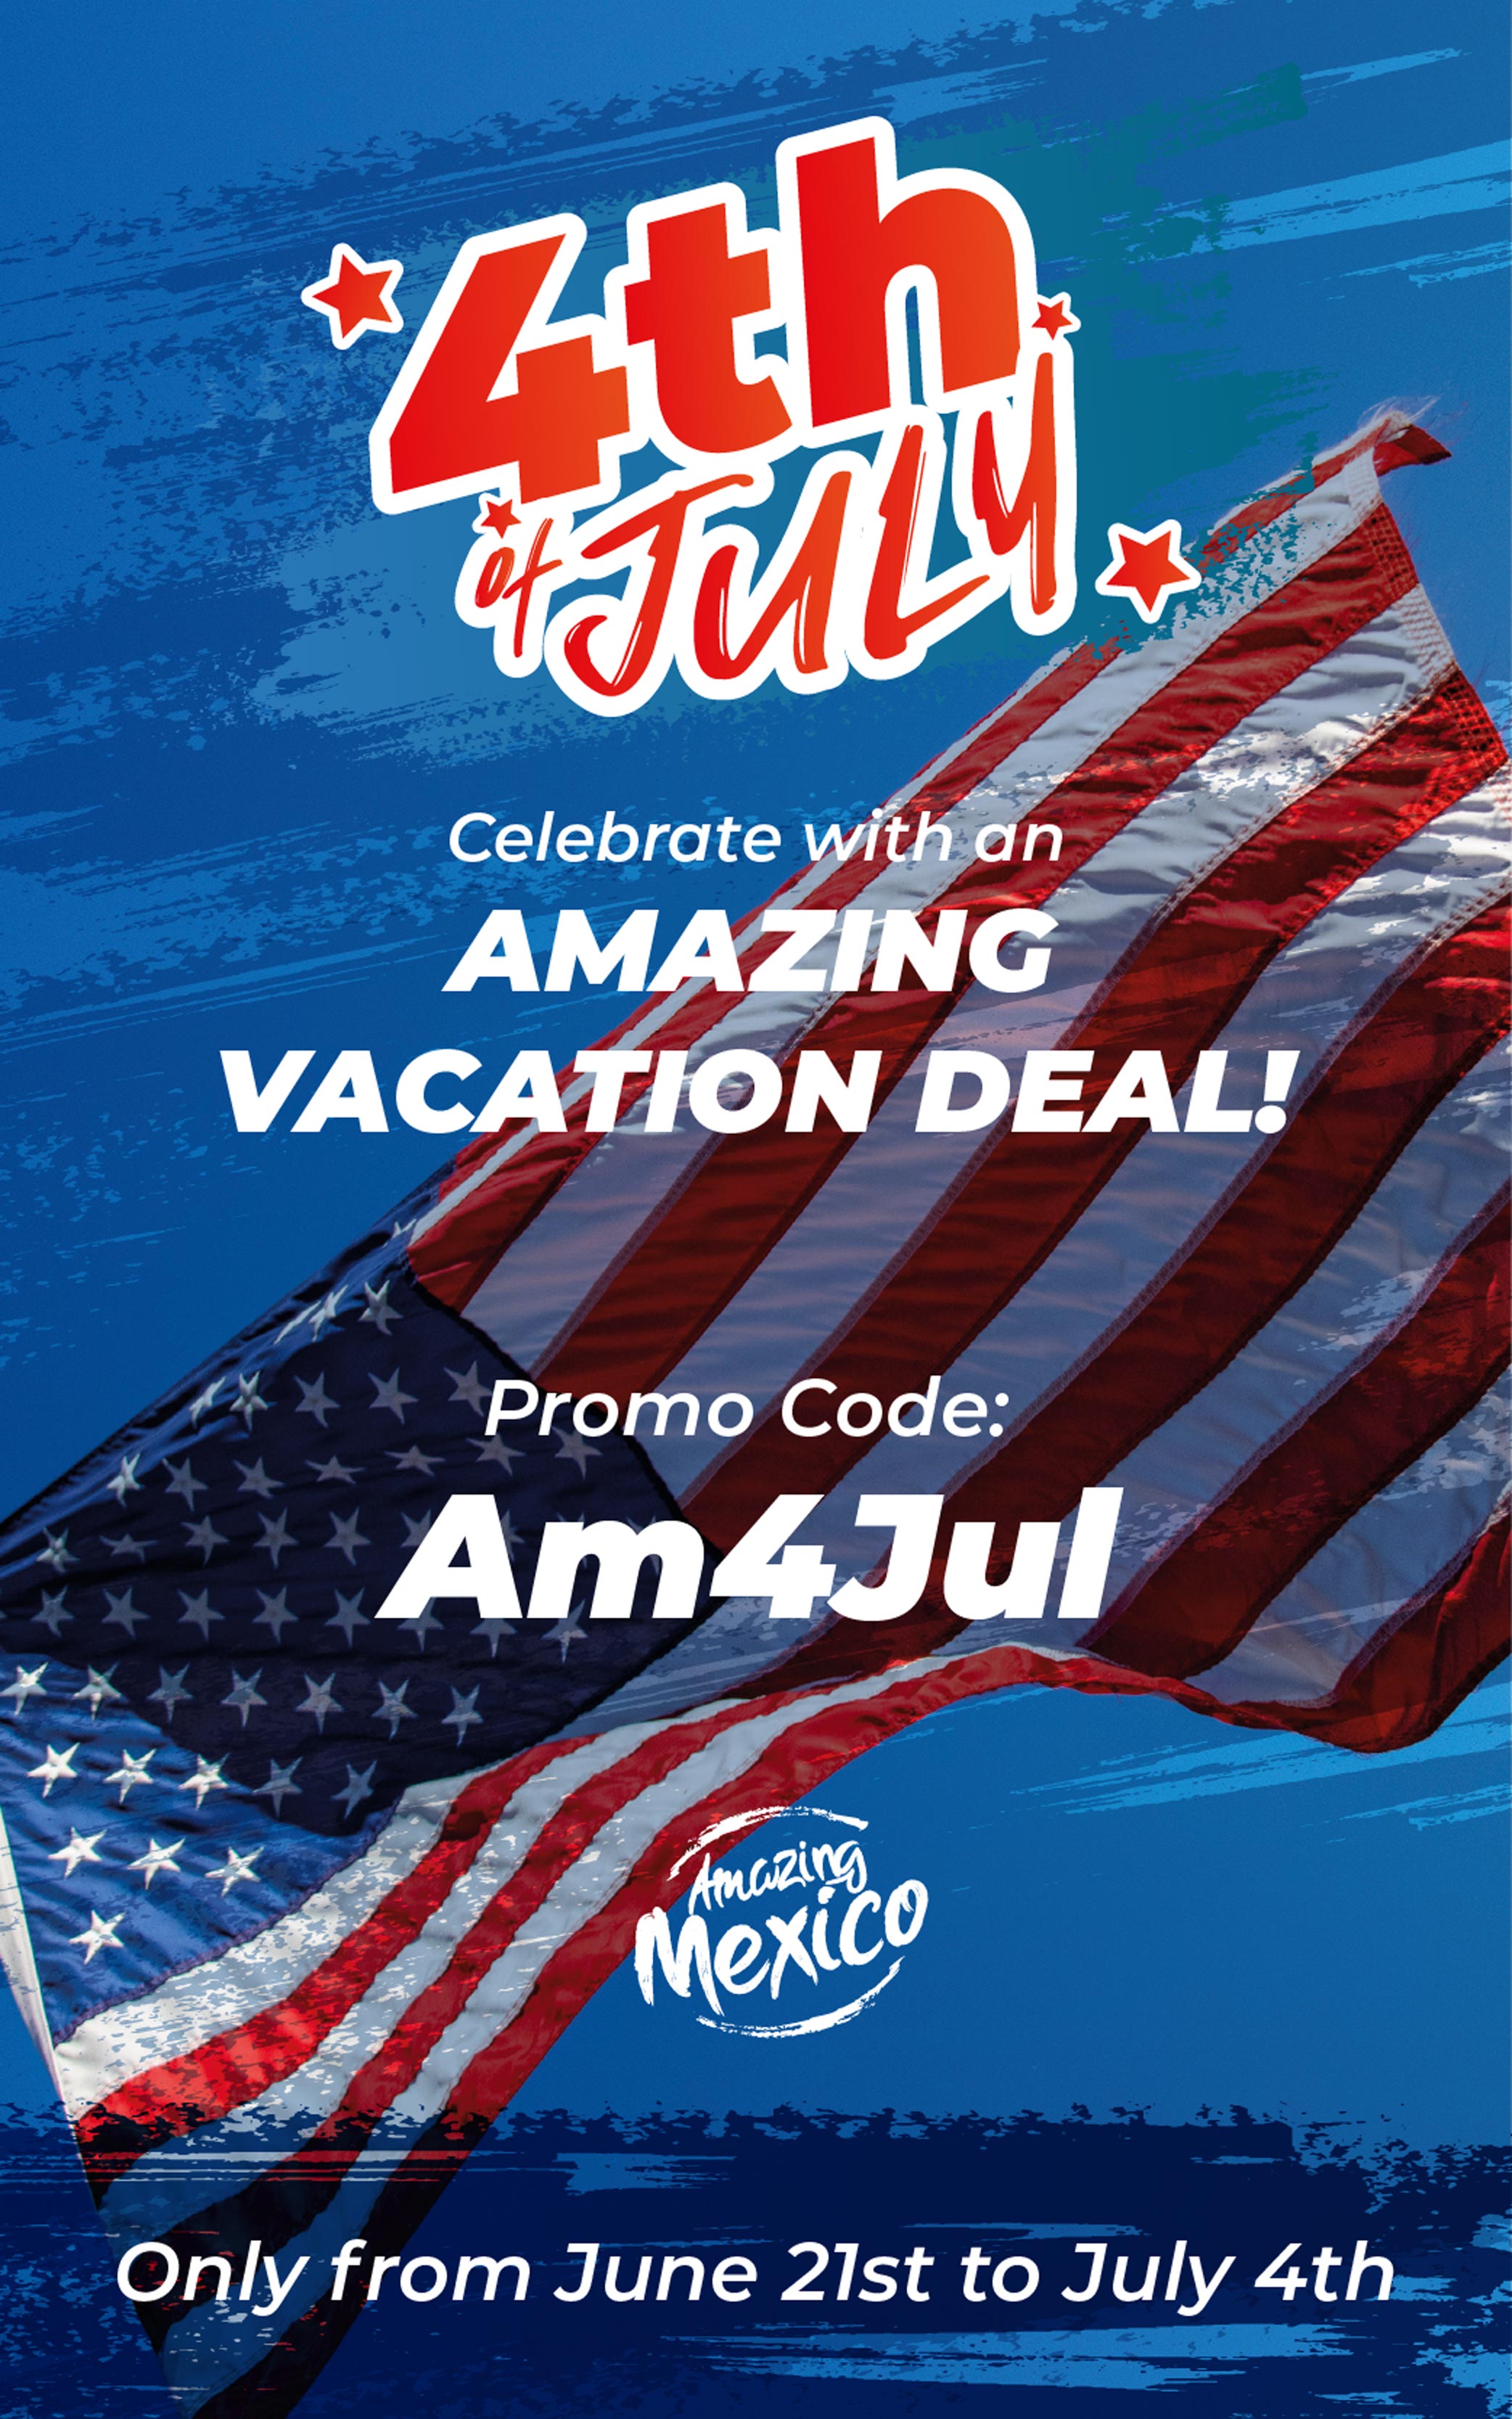 4th
of JULY
Celebrate with an
AMAZING
VACATION DEAL!
Promo Code:
Am4Jul
Amazing
Mexico
Only from June 21st to July 4th